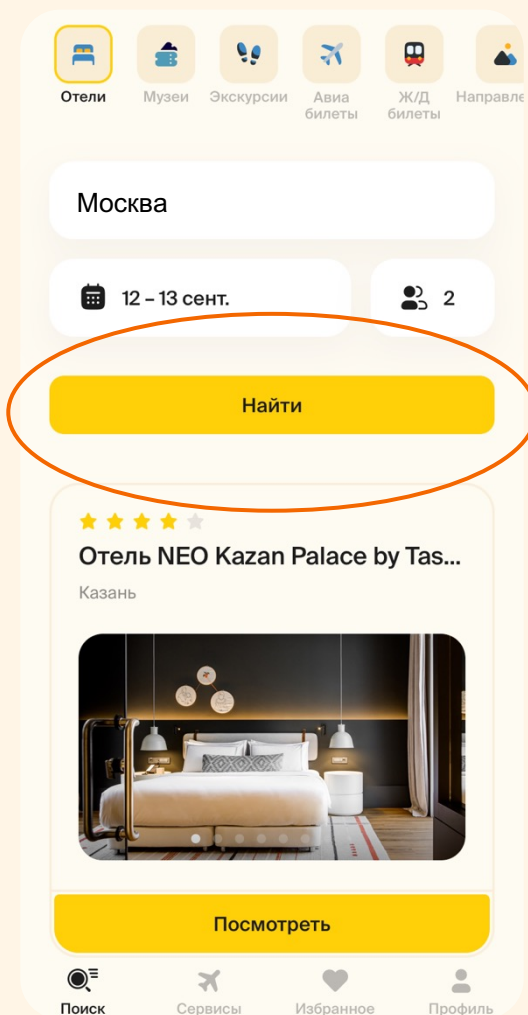 Отели
Музеи
Экскурсии
Авиа
билеты
Ж/Д
билеты
Направле
Москва
12 – 13 сент.
2
Найти
Отель NEO Kazan Palace by Tas...
Казань
Посмотреть
Поиск
Сервисы
Избранное
Профиль